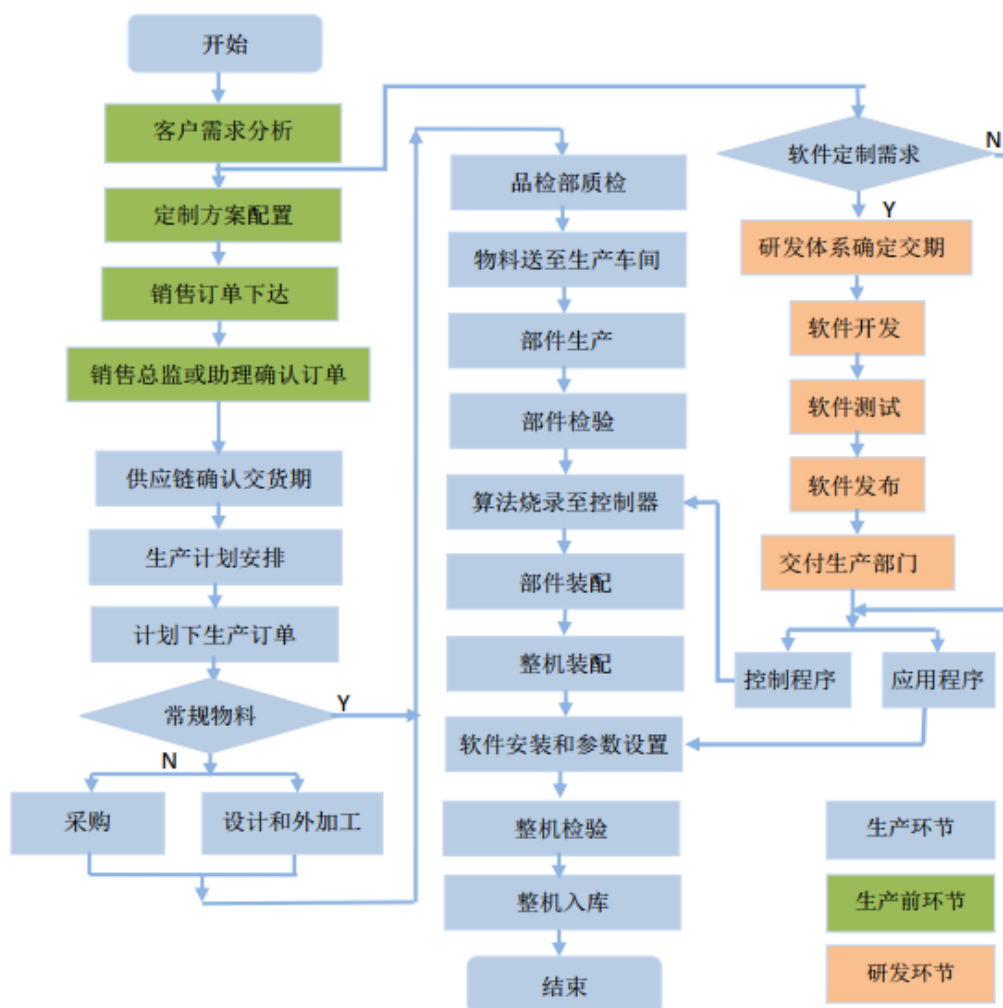 开始
客户需求分析
定制方案配置
销售订单下达
销售总监或助理确认订单
供应链确认交货期
生产计划安排
计划下生产订单
常规物料
Y
N
采购
设计和外加工
品检部质检
物料送至生产车间
部件生产
部件检验
算法烧录至控制器
部件装配
整机装配
软件安装和参数设置
整机检验
整机入库
结束
软件定制需求
N
Y
研发体系确定交期
软件开发
软件测试
软件发布
交付生产部门
控制程序
应用程序
生产环节
生产前环节
研发环节